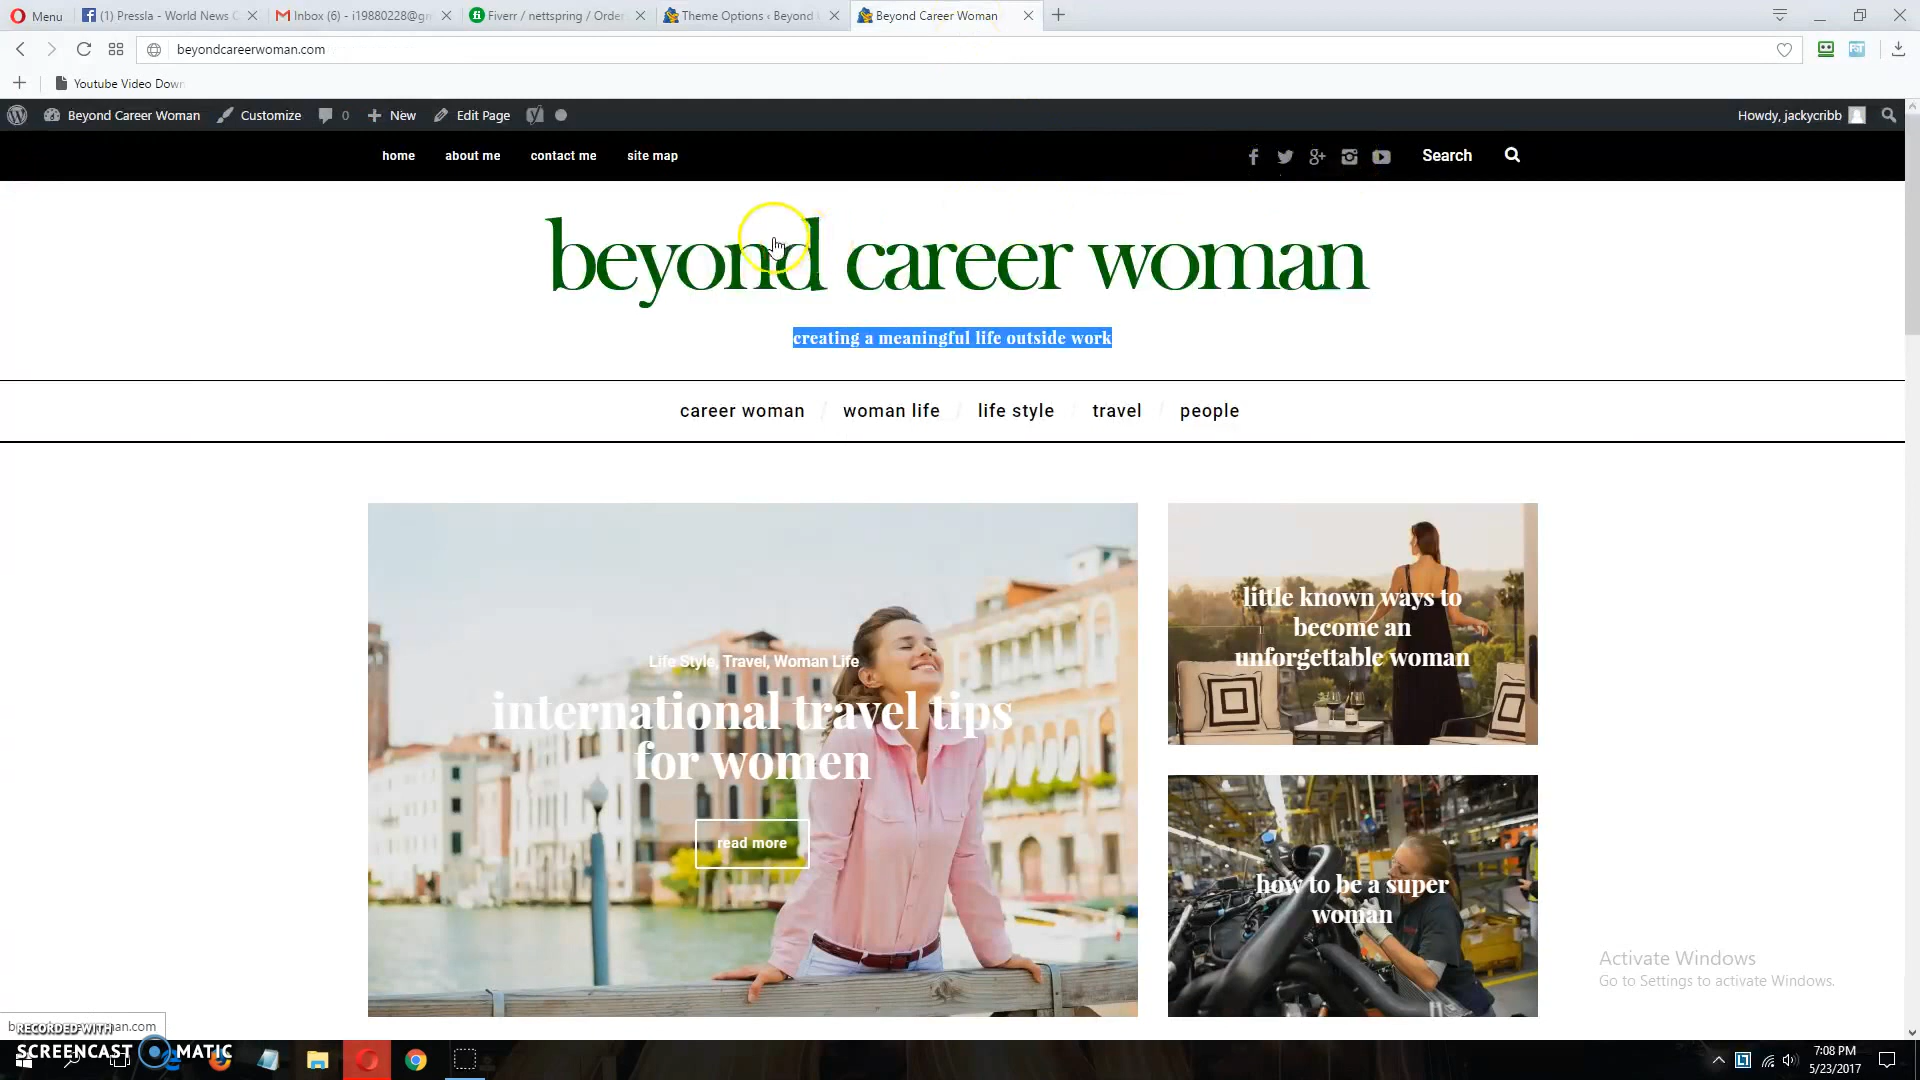 Menu
(1) Pressla - World News C
Inbox (6) - i19880228@gm
Fiverr / nettspring / Order
Theme Options ‹ Beyond
Beyond Career Woman
beyondcareerwoman.com
Youtube Video Down
Beyond Career Woman
Customize
0
New
Edit Page
Howdy, jackycribb
home
about me
contact me
site map
Search
beyond career woman
creating a meaningful life outside work
career woman / woman life / life style / travel / people
Life Style, Travel, Woman Life
international travel tips
for women
read more
little known ways to
become an
unforgettable woman
how to be a super
woman
Activate Windows
Go to Settings to activate Windows.
RECORDED WITH
SCREENCAST MATIC
7:08 PM
5/23/2017